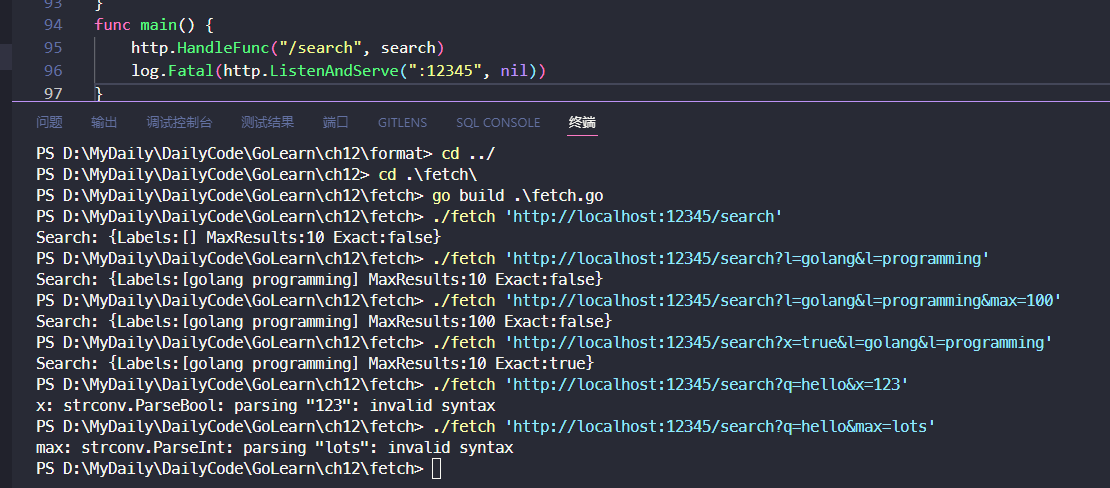 93 }
94 func main() {
95 http.HandleFunc("/search", search)
96 log.Fatal(http.ListenAndServe(":12345", nil))
97 }
问题 输出 调试控制台 测试结果 端口 GITLENS SQL CONSOLE 终端
PS D:\MyDaily\DailyCode\GoLearn\ch12\format> cd ../
PS D:\MyDaily\DailyCode\GoLearn\ch12> cd .\fetch\
PS D:\MyDaily\DailyCode\GoLearn\ch12\fetch> go build .\fetch.go
PS D:\MyDaily\DailyCode\GoLearn\ch12\fetch> ./fetch 'http://localhost:12345/search'
Search: {Labels:[] MaxResults:10 Exact:false}
PS D:\MyDaily\DailyCode\GoLearn\ch12\fetch> ./fetch 'http://localhost:12345/search?l=golang&l=programming'
Search: {Labels:[golang programming] MaxResults:10 Exact:false}
PS D:\MyDaily\DailyCode\GoLearn\ch12\fetch> ./fetch 'http://localhost:12345/search?l=golang&l=programming&max=100'
Search: {Labels:[golang programming] MaxResults:100 Exact:false}
PS D:\MyDaily\DailyCode\GoLearn\ch12\fetch> ./fetch 'http://localhost:12345/search?x=true&l=golang&l=programming'
Search: {Labels:[golang programming] MaxResults:10 Exact:true}
PS D:\MyDaily\DailyCode\GoLearn\ch12\fetch> ./fetch 'http://localhost:12345/search?q=hello&x=123'
x: strconv.ParseBool: parsing "123": invalid syntax
PS D:\MyDaily\DailyCode\GoLearn\ch12\fetch> ./fetch 'http://localhost:12345/search?q=hello&max=lots'
max: strconv.ParseInt: parsing "lots": invalid syntax
PS D:\MyDaily\DailyCode\GoLearn\ch12\fetch>